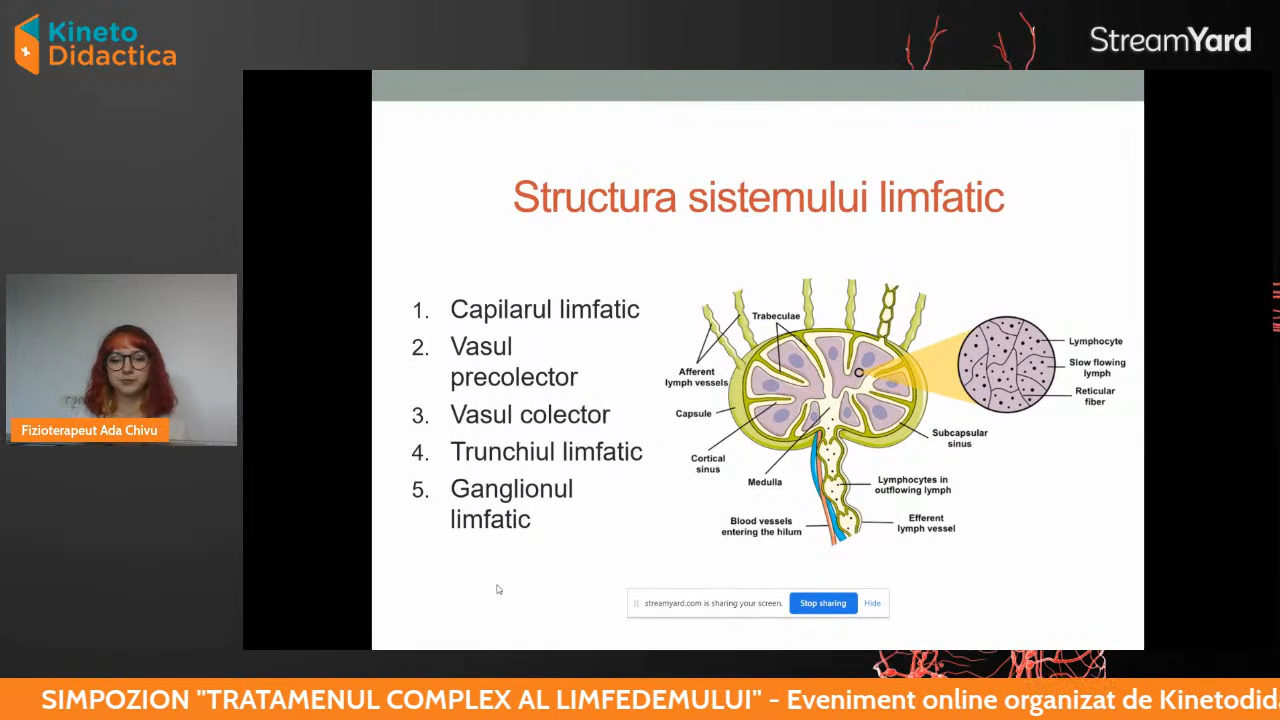 Kineto
Didactica
StreamYard
Structura sistemului limfatic
1. Capilarul limfatic
2. Vasul
precolector
3. Vasul colector
4. Trunchiul limfatic
5. Ganglionul
limfatic
Trabeculae
Afferent
lymph vessels
Capsule
Cortical
sinus
Medulla
Blood vessels
entering the hilum
Lymphocyte
Slow flowing
lymph
Reticular
fiber
Subcapsular
sinus
Lymphocytes in
outflowing lymph
Efferent
lymph vessel
Fizioterapeut Ada Chivu
streamyard.com is sharing your screen. Stop sharing Hide
SIMPOZION "TRATAMENUL COMPLEX AL LIMFEDEMULUI" - Eveniment online organizat de Kinetodid